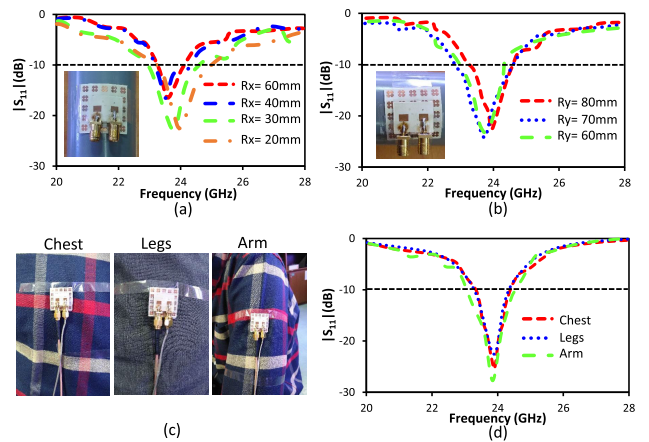 0
-10
-20
-30
|S11| (dB)
Rx= 60mm
Rx= 40mm
Rx= 30mm
Rx= 20mm
20 22 24 26 28
Frequency (GHz)
(a)
0
-10
-20
-30
|S11| (dB)
Ry= 80mm
Ry= 70mm
Ry= 60mm
20 22 24 26 28
Frequency (GHz)
(b)
Chest Legs Arm
(c)
0
-10
-20
-30
|S11| (dB)
Chest
Legs
Arm
20 22 24 26 28
Frequency (GHz)
(d)